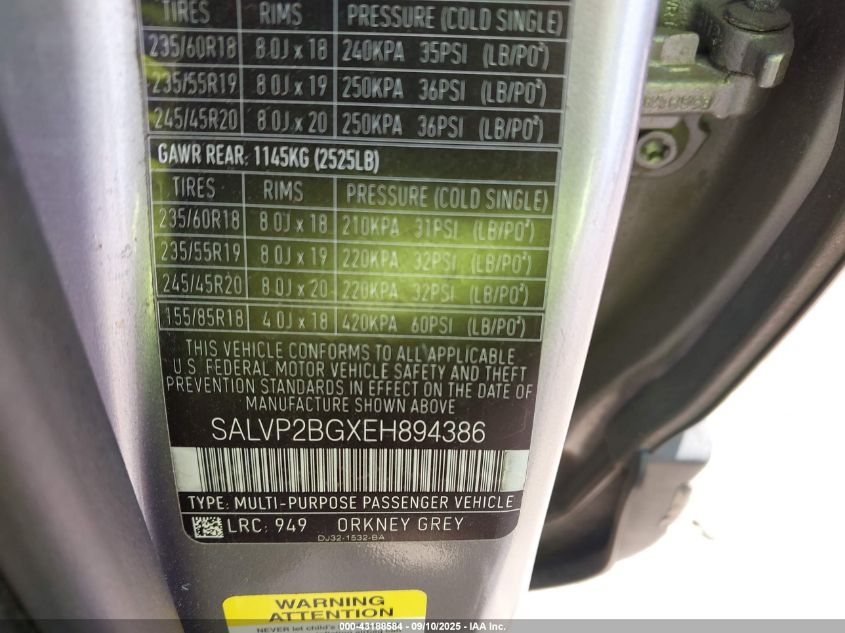 TIRES RIMS PRESSURE (COLD SINGLE)
235/60R18 8.0J x 18 240KPA 35PSI (LB/PO²)
235/55R19 8.0J x 19 250KPA 36PSI (LB/PO²)
245/45R20 8.0J x 20 250KPA 36PSI (LB/PO²)
GAWR REAR: 1145KG (2525LB)
TIRES RIMS PRESSURE (COLD SINGLE)
235/60R18 8.0J x 18 210KPA 31PSI (LB/PO²)
235/55R19 8.0J x 19 220KPA 32PSI (LB/PO²)
245/45R20 8.0J x 20 220KPA 32PSI (LB/PO²)
155/85R18 4.0J x 18 420KPA 60PSI (LB/PO²)
THIS VEHICLE CONFORMS TO ALL APPLICABLE
U.S. FEDERAL MOTOR VEHICLE SAFETY AND THEFT
PREVENTION STANDARDS IN EFFECT ON THE DATE OF
MANUFACTURE SHOWN ABOVE
SALVP2BGXEH894386
TYPE: MULTI-PURPOSE PASSENGER VEHICLE
LRC: 949 ORKNEY GREY
DJ32-1532-BA
WARNING
ATTENTION
NEVER let child's
000-43188584 - 09/10/2025 - IAA Inc.